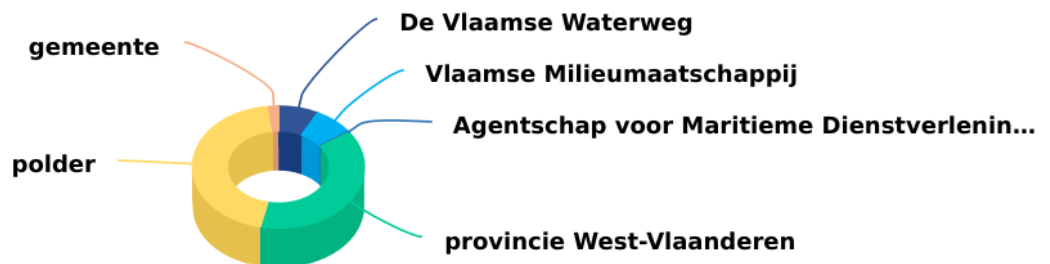 De Vlaamse Waterweg
gemeente
Vlaamse Milieumaatschappij
Agentschap voor Maritieme Dienstverlenin...
polder
provincie West-Vlaanderen